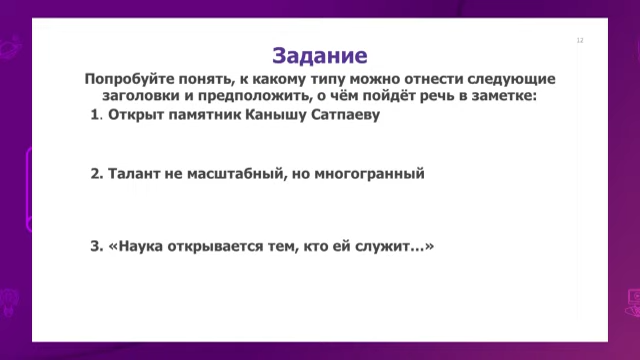 12
Задание
Попробуйте понять, к какому типу можно отнести следующие
заголовки и предположить, о чём пойдёт речь в заметке:
1. Открыт памятник Канышу Сатпаеву
2. Талант не масштабный, но многогранный
3. «Наука открывается тем, кто ей служит…»